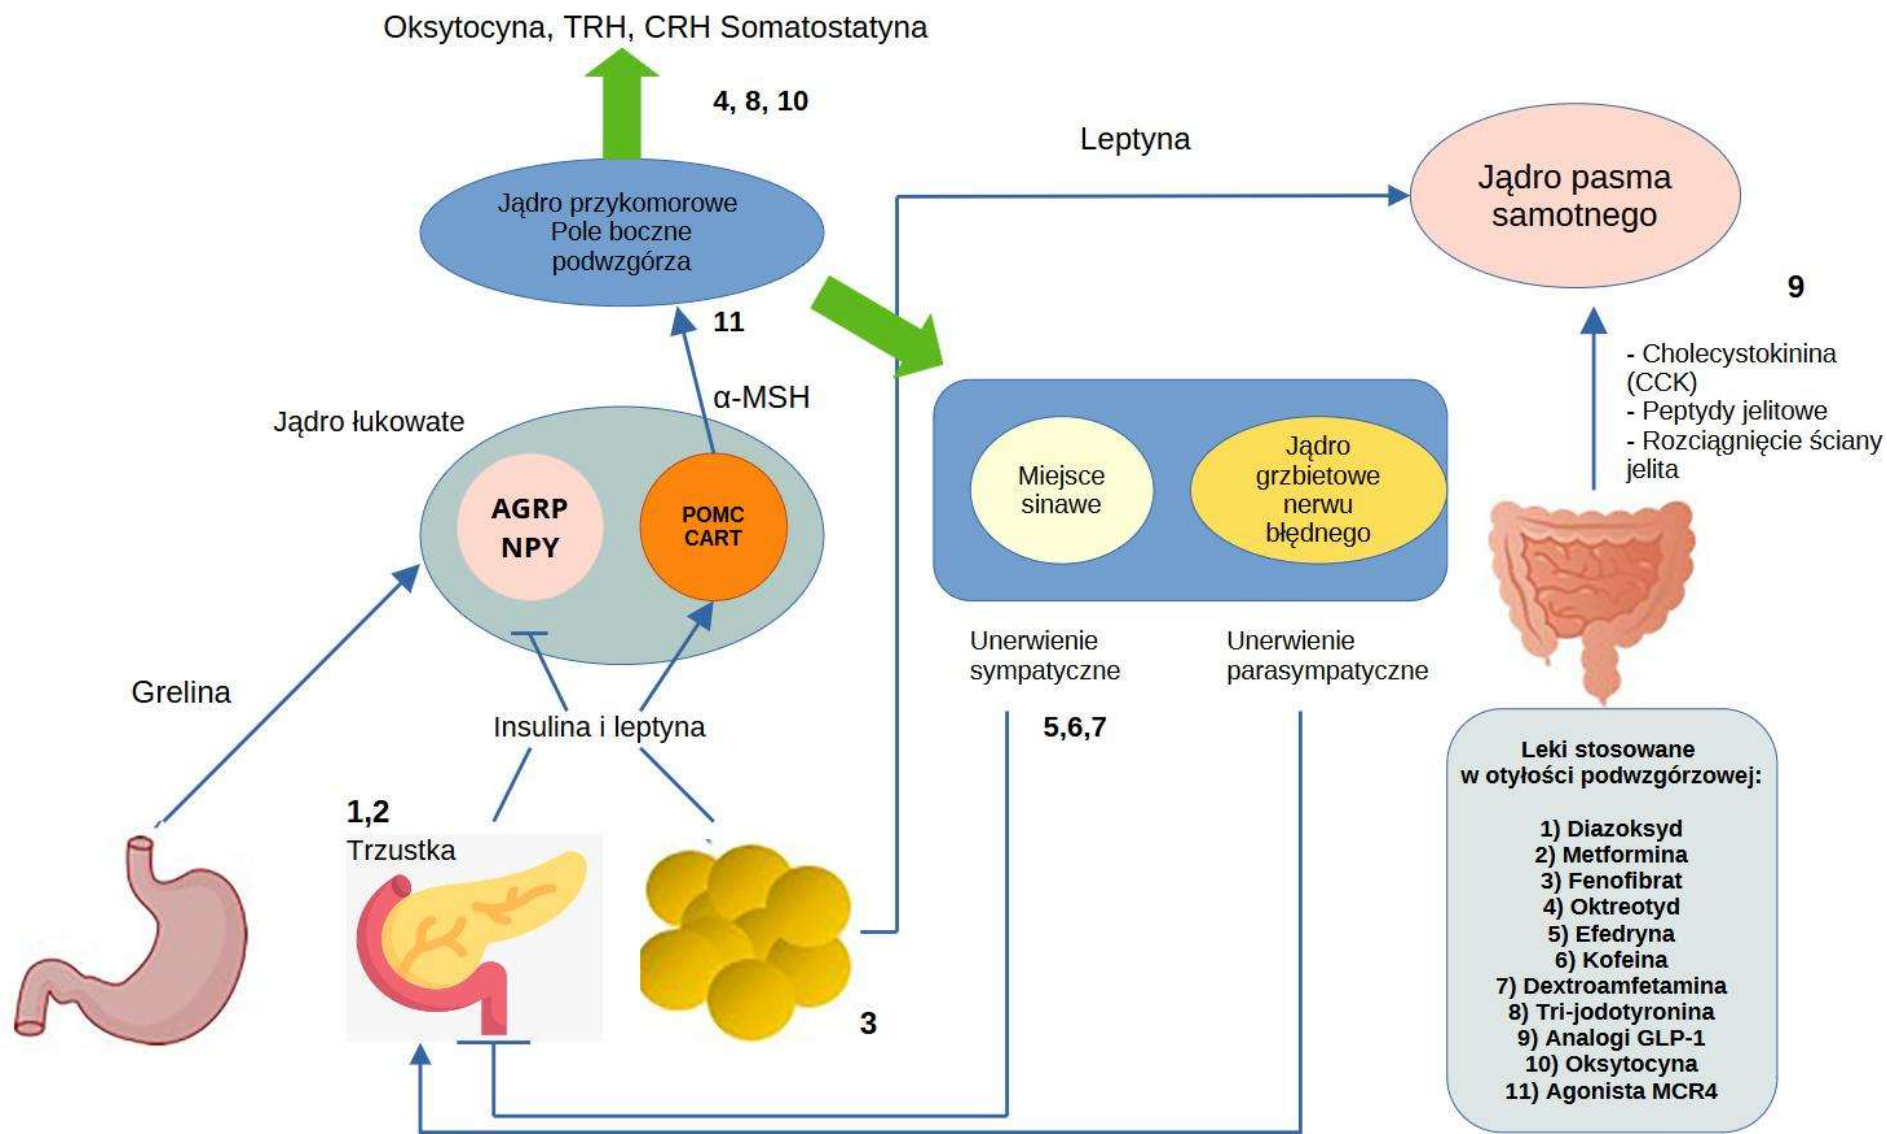 Oksytocyna, TRH, CRH Somatostatyna
4, 8, 10
Leptyna
Jądro pasma
samotnego
Jądro przykomorowe
Pole boczne
podwzgórza
9
11
- Cholecystokinina
(CCK)
- Peptydy jelitowe
- Rozciągnięcie ściany
jelita
α-MSH
Jądro łukowate
AGRP
NPY
POMC
CART
Miejsce
sinawe
Jądro
grzbietowe
nerwu
błędnego
Unerwienie
sympatyczne
Unerwienie
parasympatyczne
Grelina
Insulina i leptyna
5,6,7
1,2
Trzustka
3
Leki stosowane
w otyłości podwzgórzowej:
1) Diazoksyd
2) Metformina
3) Fenofibrat
4) Oktreotyd
5) Efedryna
6) Kofeina
7) Dextroamfetamina
8) Tri-jodotyronina
9) Analogi GLP-1
10) Oksytocyna
11) Agonista MCR4